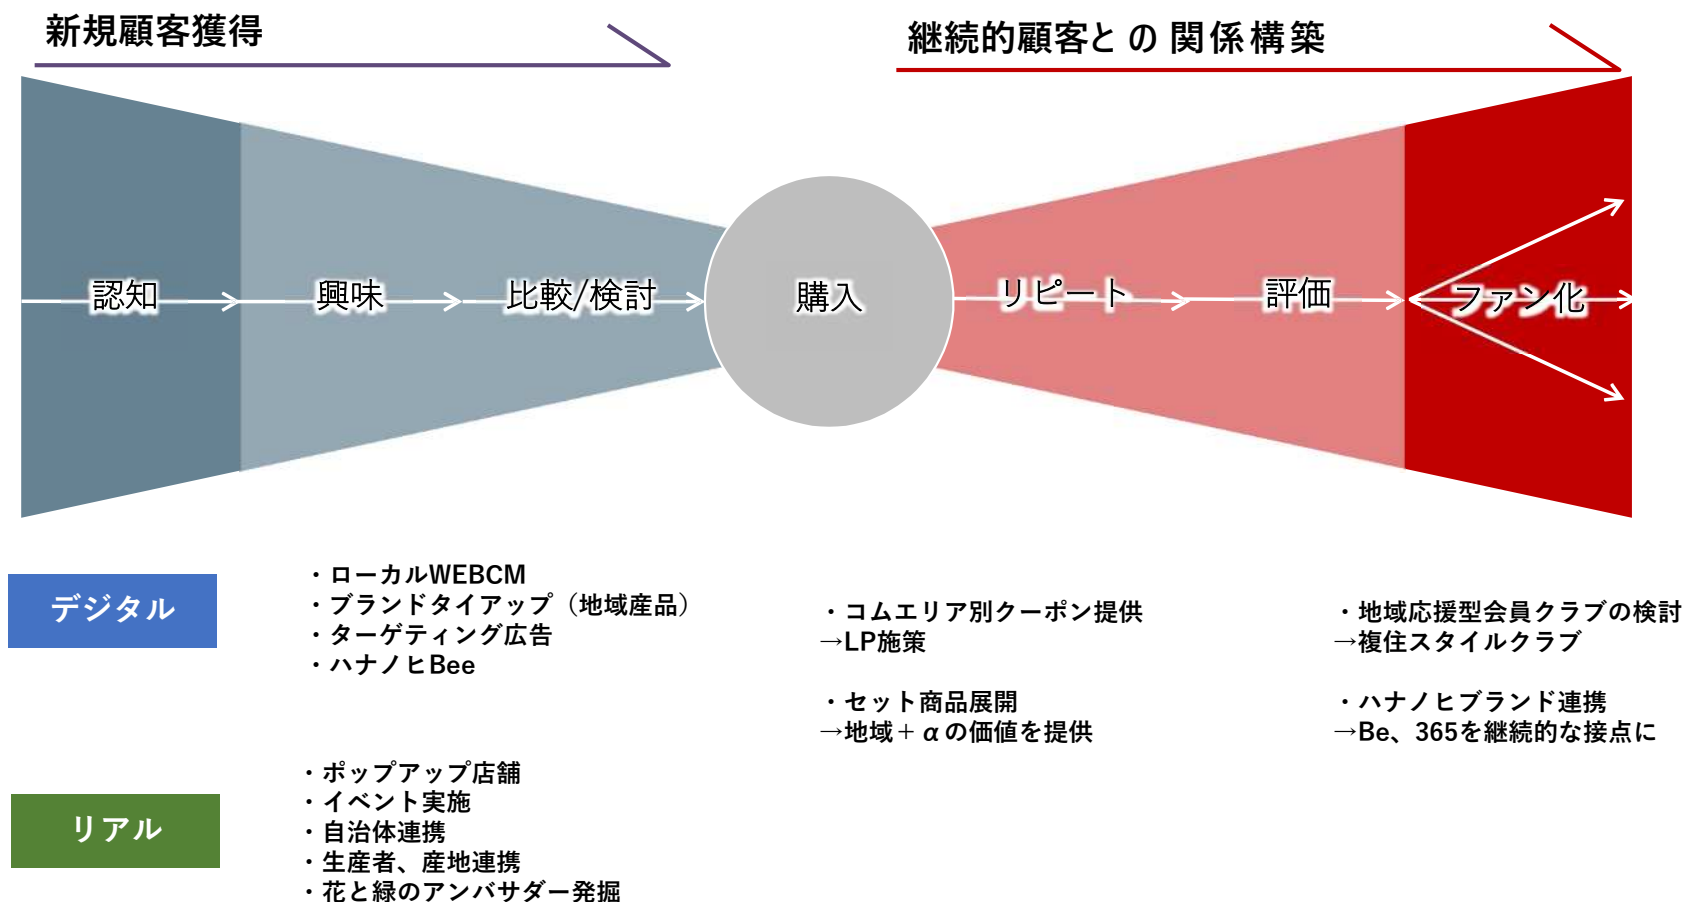 新規顧客獲得
継続的顧客との関係構築
認知
興味
比較/検討
購入
リピート
評価
ファン化
デジタル
・ローカルWEBCM
・ブランドタイアップ（地域産品）
・ターゲティング広告
・ハナノヒBee
・コムエリア別クーポン提供
→LP施策
・セット商品展開
→地域＋αの価値を提供
・地域応援型会員クラブの検討
→複住スタイルクラブ
・ハナノヒブランド連携
→Be、365を継続的な接点に
リアル
・ポップアップ店舗
・イベント実施
・自治体連携
・生産者、産地連携
・花と緑のアンバサダー発掘